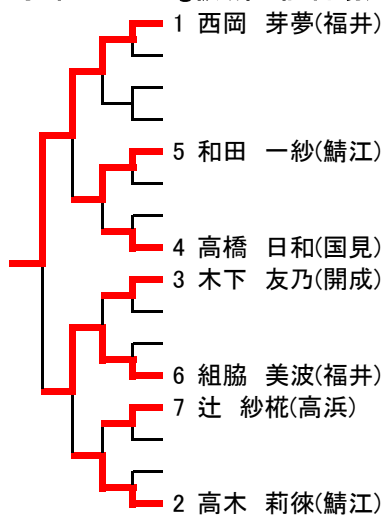 1 西岡 芽夢(福井)
5 和田 一紗(鯖江)
4 高橋 日和(国見)
3 木下 友乃(開成)
6 組脇 美波(福井)
7 辻 紗椛(高浜)
2 高木 莉徠(鯖江)